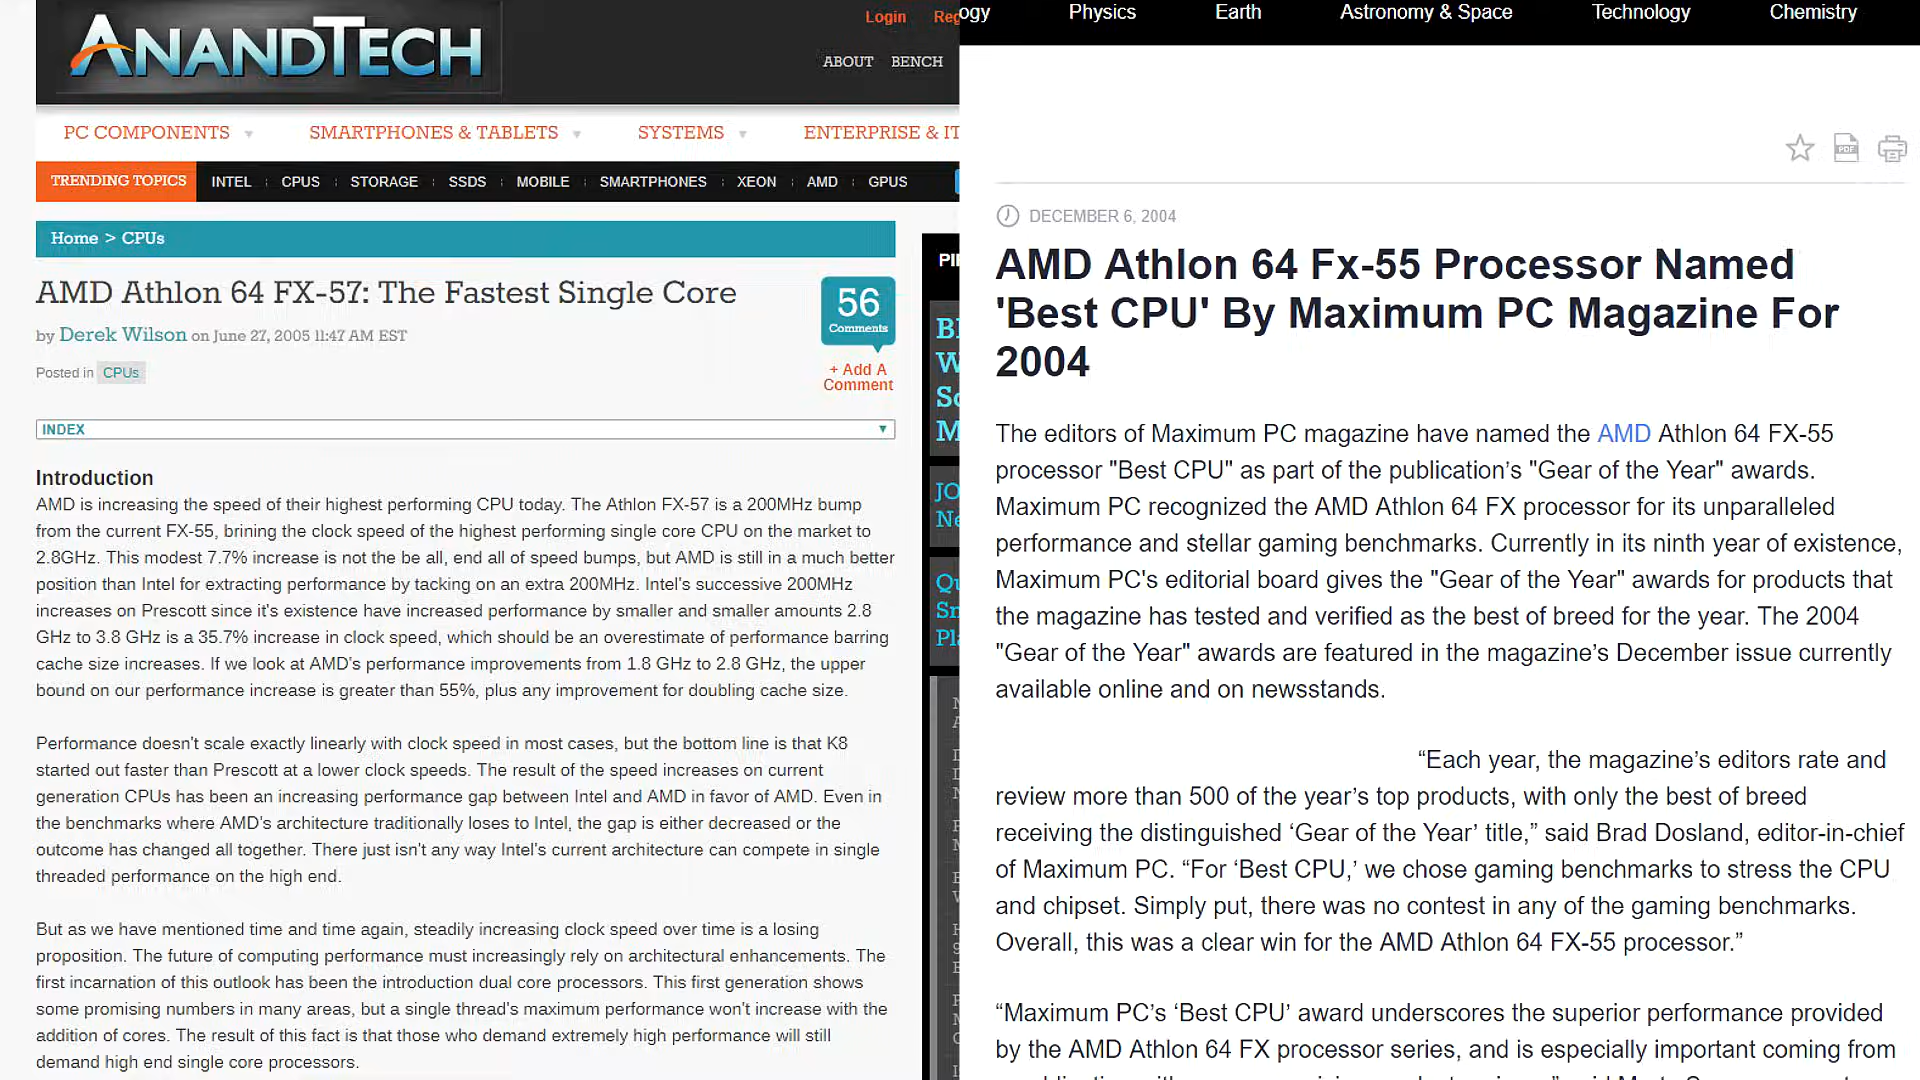 ANANDTECH
Login
Reg
ABOUT BENCH
PC COMPONENTS SMARTPHONES & TABLETS SYSTEMS ENTERPRISE & IT
TRENDING TOPICS INTEL CPUS STORAGE SSDS MOBILE SMARTPHONES XEON AMD GPUS
Home > CPUs
AMD Athlon 64 FX-57: The Fastest Single Core
by Derek Wilson on June 27, 2005 11:47 AM EST
Posted in CPUs
56
Comments
+ Add A
Comment
INDEX
Introduction
AMD is increasing the speed of their highest performing CPU today. The Athlon FX-57 is a 200MHz bump
from the current FX-55, brining the clock speed of the highest performing single core CPU on the market to
2.8GHz. This modest 7.7% increase is not the be all, end all of speed bumps, but AMD is still in a much better
position than Intel for extracting performance by tacking on an extra 200MHz. Intel's successive 200MHz
increases on Prescott since it's existence have increased performance by smaller and smaller amounts 2.8
GHz to 3.8 GHz is a 35.7% increase in clock speed, which should be an overestimate of performance barring
cache size increases. If we look at AMD's performance improvements from 1.8 GHz to 2.8 GHz, the upper
bound on our performance increase is greater than 55%, plus any improvement for doubling cache size.
Performance doesn't scale exactly linearly with clock speed in most cases, but the bottom line is that K8
started out faster than Prescott at a lower clock speeds. The result of the speed increases on current
generation CPUs has been an increasing performance gap between Intel and AMD in favor of AMD. Even in
the benchmarks where AMD's architecture traditionally loses to Intel, the gap is either decreased or the
outcome has changed all together. There just isn't any way Intel's current architecture can compete in single
threaded performance on the high end.
But as we have mentioned time and time again, steadily increasing clock speed over time is a losing
proposition. The future of computing performance must increasingly rely on architectural enhancements. The
first incarnation of this outlook has been the introduction dual core processors. This first generation shows
some promising numbers in many areas, but a single thread's maximum performance won't increase with the
addition of cores. The result of this fact is that those who demand extremely high performance will still
demand high end single core processors.
ogy Physics Earth Astronomy & Space Technology Chemistry
PDF
DECEMBER 6, 2004
AMD Athlon 64 Fx-55 Processor Named
'Best CPU' By Maximum PC Magazine For
2004
The editors of Maximum PC magazine have named the AMD Athlon 64 FX-55
processor "Best CPU" as part of the publication’s "Gear of the Year" awards.
Maximum PC recognized the AMD Athlon 64 FX processor for its unparalleled
performance and stellar gaming benchmarks. Currently in its ninth year of existence,
Maximum PC's editorial board gives the "Gear of the Year" awards for products that
the magazine has tested and verified as the best of breed for the year. The 2004
"Gear of the Year" awards are featured in the magazine’s December issue currently
available online and on newsstands.
“Each year, the magazine’s editors rate and
review more than 500 of the year’s top products, with only the best of breed
receiving the distinguished ‘Gear of the Year’ title,” said Brad Dosland, editor-in-chief
of Maximum PC. “For ‘Best CPU,’ we chose gaming benchmarks to stress the CPU
and chipset. Simply put, there was no contest in any of the gaming benchmarks.
Overall, this was a clear win for the AMD Athlon 64 FX-55 processor.”
“Maximum PC’s ‘Best CPU’ award underscores the superior performance provided
by the AMD Athlon 64 FX processor series, and is especially important coming from